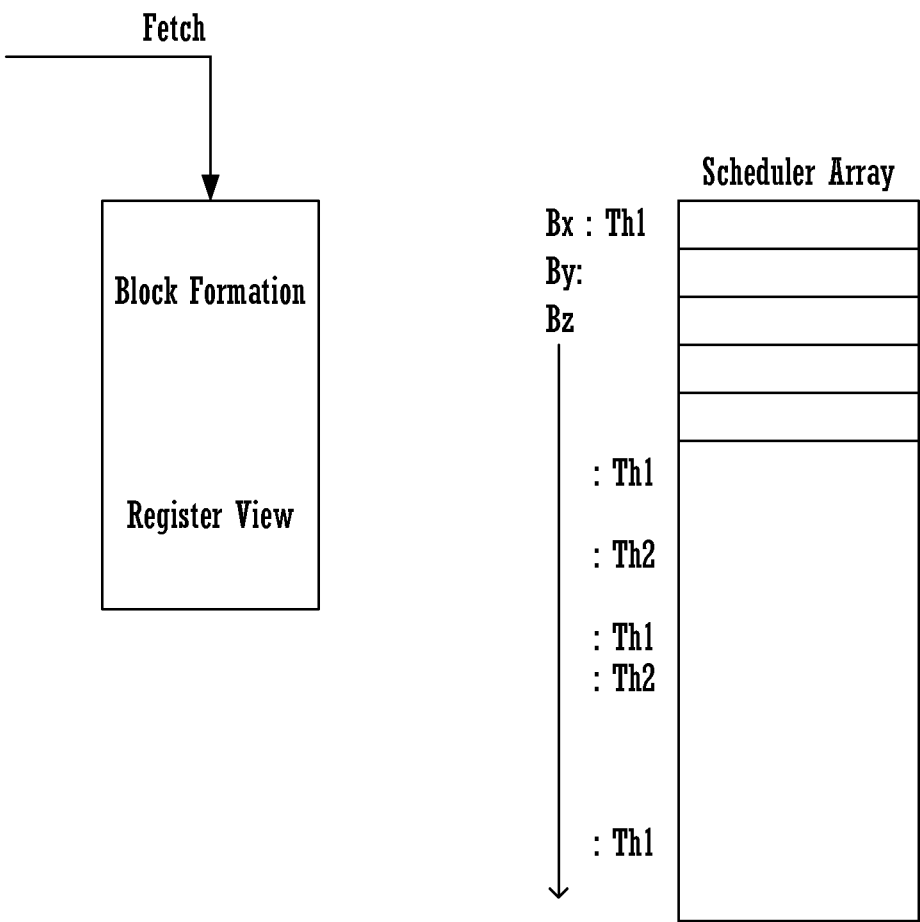 Fetch
Block Formation
Register View
Scheduler Array
Bx : Th1
By:
Bz
: Th1
: Th2
: Th1
: Th2
: Th1